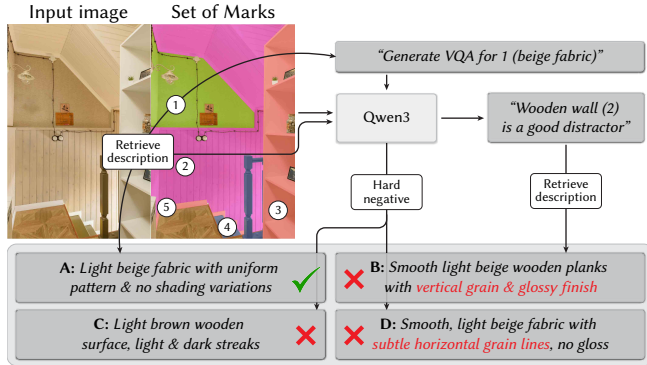 Input image
Set of Marks
“Generate VQA for 1 (beige fabric)”
1
Qwen3
“Wooden wall (2)
is a good distractor”
Retrieve
description
2
Hard
negative
Retrieve
description
5
4
3
A: Light beige fabric with uniform
pattern & no shading variations
B: Smooth light beige wooden planks
with vertical grain & glossy finish
C: Light brown wooden
surface, light & dark streaks
D: Smooth, light beige fabric with
subtle horizontal grain lines, no gloss